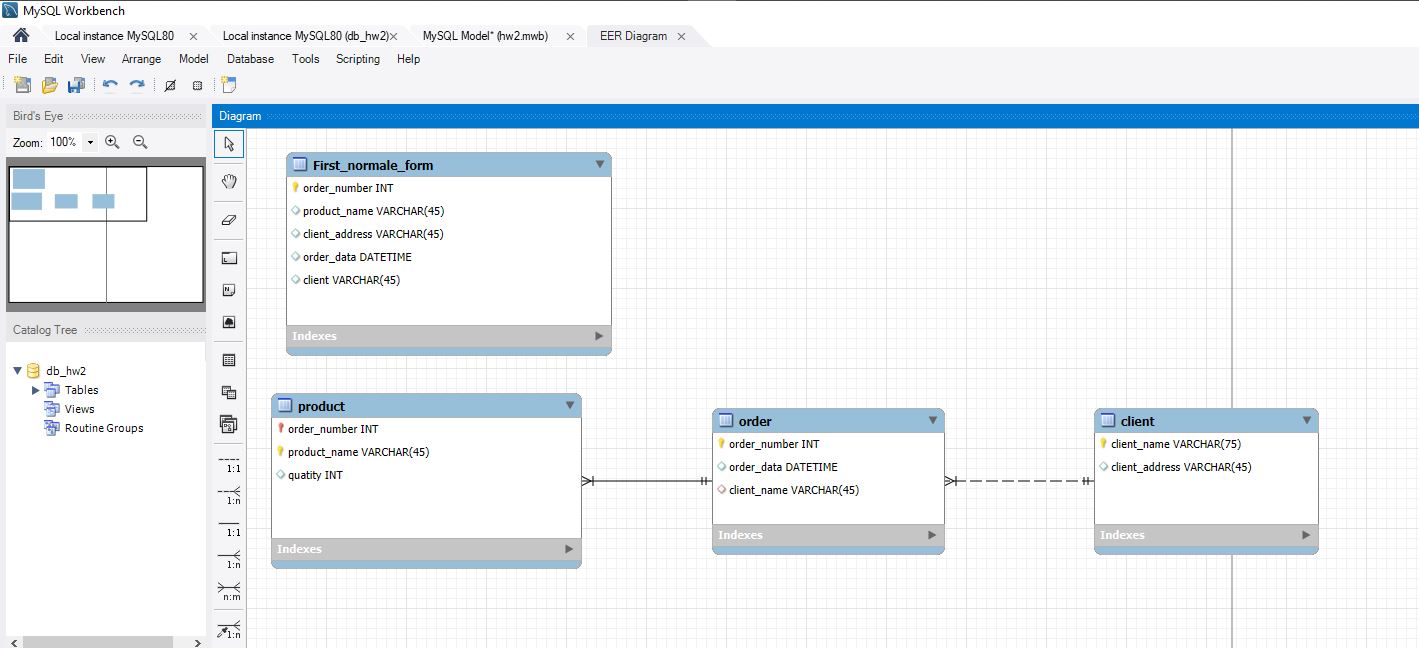 MySQL Workbench
Local instance MySQL80 Local instance MySQL80 (db_hw2) MySQL Model* (hw2.mwb) EER Diagram
File Edit View Arrange Model Database Tools Scripting Help
Bird's Eye
Zoom: 100%
Catalog Tree
db_hw2
Tables
Views
Routine Groups
1:1
1:n
1:1
1:n
n:m
1:n
Diagram
First_normale_form
order_number INT
product_name VARCHAR(45)
client_address VARCHAR(45)
order_data DATETIME
client VARCHAR(45)
Indexes
product
order_number INT
product_name VARCHAR(45)
quatity INT
Indexes
order
order_number INT
order_data DATETIME
client_name VARCHAR(45)
Indexes
client
client_name VARCHAR(75)
client_address VARCHAR(45)
Indexes